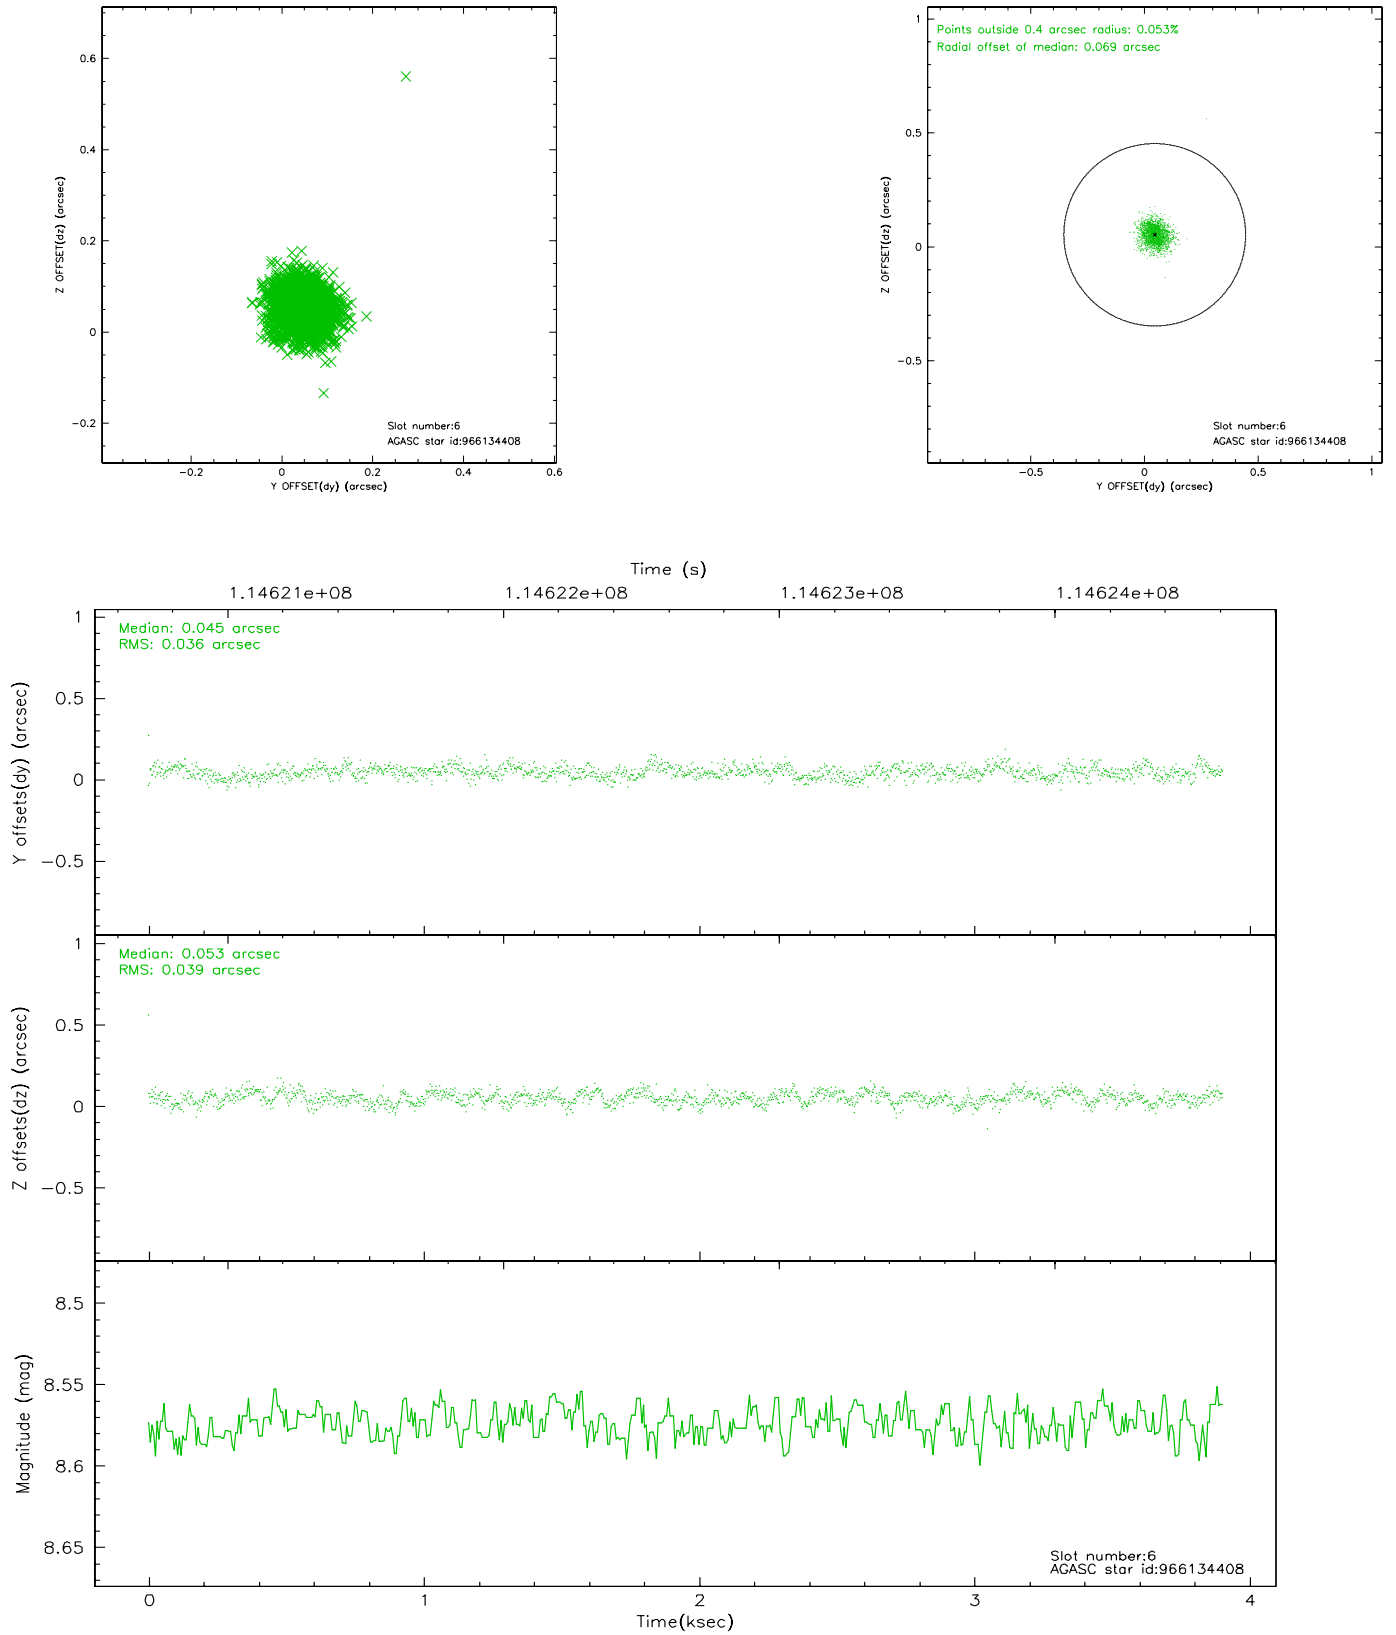 0.6
0.4
0.2
0
−0.2
Z OFFSET(dz) (arcsec)
−0.2 0 0.2 0.4 0.6
Y OFFSET(dy) (arcsec)
Slot number:6
AGASC star id:966134408
Points outside 0.4 arcsec radius: 0.053%
Radial offset of median: 0.069 arcsec
1
0.5
0
−0.5
Z OFFSET(dz) (arcsec)
−0.5 0 0.5 1
Y OFFSET(dy) (arcsec)
Slot number:6
AGASC star id:966134408
Time (s)
1.14621e+08 1.14622e+08 1.14623e+08 1.14624e+08
Median: 0.045 arcsec
RMS: 0.036 arcsec
1
0.5
0
−0.5
Y offsets(dy) (arcsec)
Median: 0.053 arcsec
RMS: 0.039 arcsec
1
0.5
0
−0.5
Z offsets(dz) (arcsec)
8.5
8.55
8.6
8.65
Magnitude (mag)
Slot number:6
AGASC star id:966134408
0 1 2 3 4
Time(ksec)